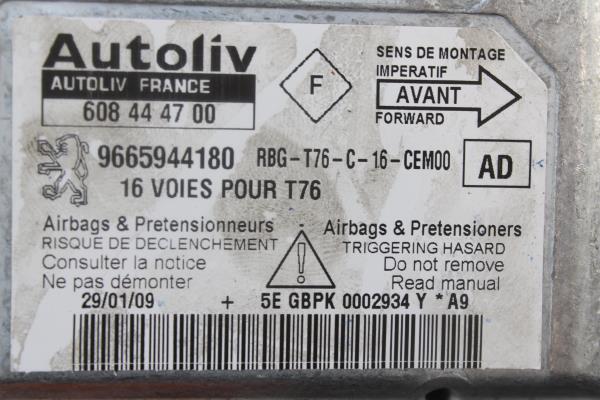 Autoliv
AUTOLIV FRANCE
608 44 47 00
F
SENS DE MONTAGE
IMPERATIF
AVANT
FORWARD
9665944180 RBG-T76-C-16-CEM00 AD
16 VOIES POUR T76
Airbags & Pretensionneurs
RISQUE DE DECLENCHEMENT
Consulter la notice
Ne pas démonter
Airbags & Pretensioners
TRIGGERING HASARD
Do not remove
Read manual
29/01/09 + 5E GBPK 0002934 Y * A9